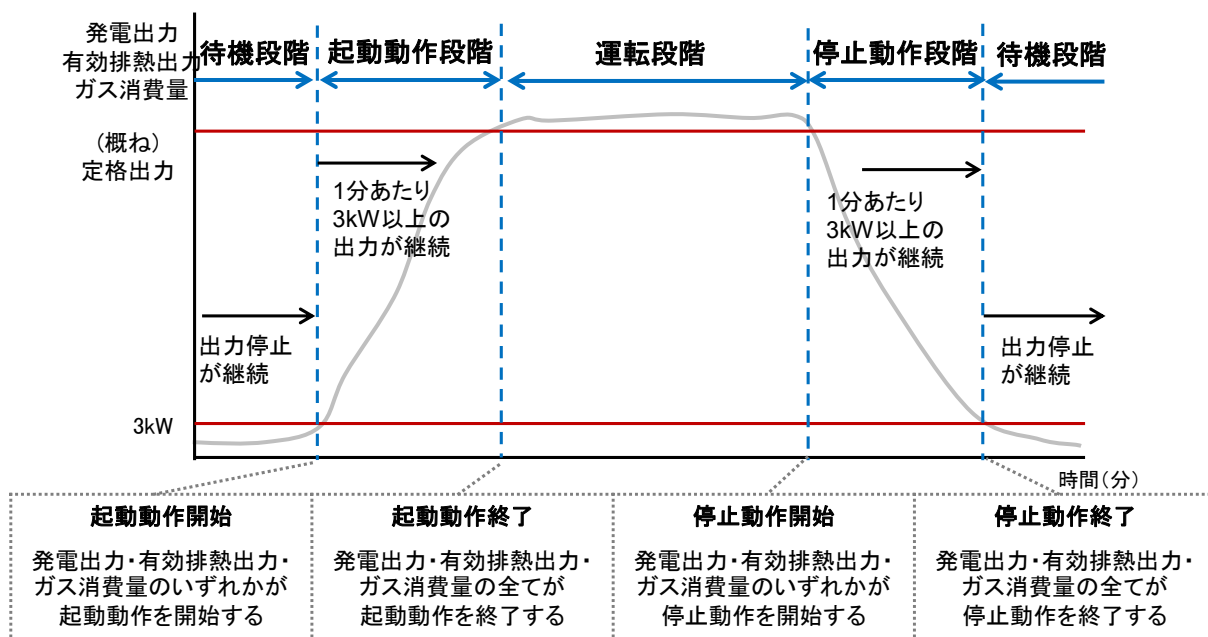 発電出力
有効排熱出力
ガス消費量
待機段階
起動動作段階
運転段階
停止動作段階
待機段階
(概ね)
定格出力
1分あたり
3kW以上の
出力が継続
1分あたり
3kW以上の
出力が継続
出力停止
が継続
出力停止
が継続
3kW
時間(分)
起動動作開始
発電出力・有効排熱出力・
ガス消費量のいずれかが
起動動作を開始する
起動動作終了
発電出力・有効排熱出力・
ガス消費量の全てが
起動動作を終了する
停止動作開始
発電出力・有効排熱出力・
ガス消費量のいずれかが
停止動作を開始する
停止動作終了
発電出力・有効排熱出力・
ガス消費量の全てが
停止動作を終了する